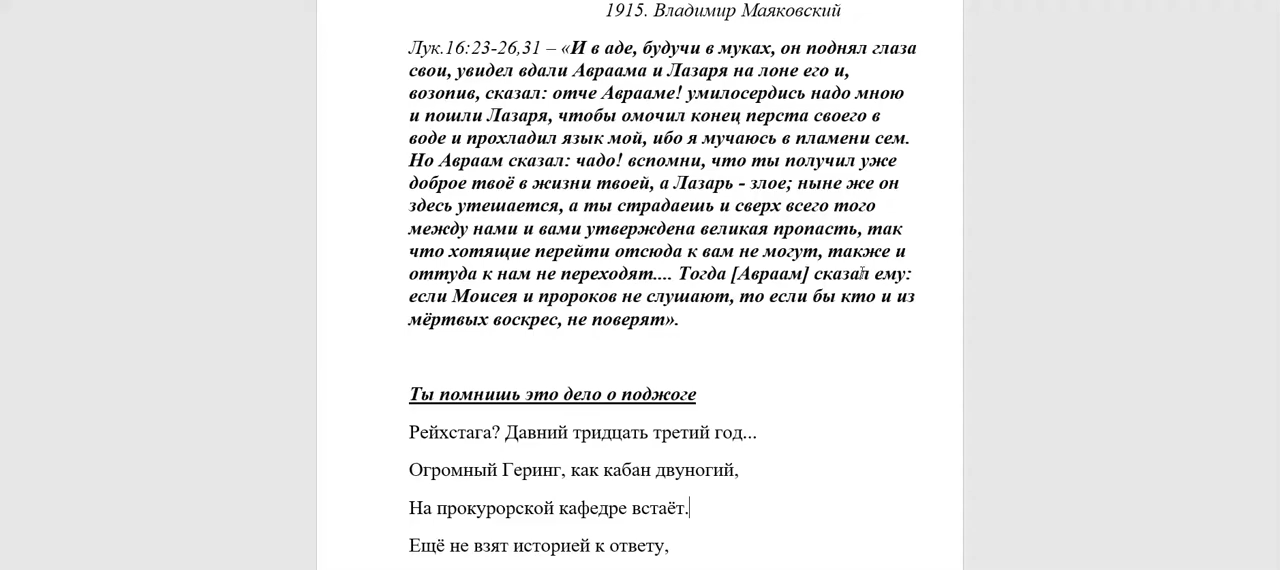 1915. Владимир Маяковский
Лук.16:23-26,31 – «И в аде, будучи в муках, он поднял глаза
свои, увидел вдали Авраама и Лазаря на лоне его и,
возопив, сказал: отче Аврааме! умилосердись надо мною
и пошли Лазаря, чтобы омочил конец перста своего в
воде и прохладил язык мой, ибо я мучаюсь в пламени сем.
Но Авраам сказал: чадо! вспомни, что ты получил уже
доброе твоё в жизни твоей, а Лазарь - злое; ныне же он
здесь утешается, а ты страдаешь и сверх всего того
между нами и вами утверждена великая пропасть, так
что хотящие перейти отсюда к вам не могут, также и
оттуда к нам не переходят.... Тогда [Авраам] сказал ему:
если Моисея и пророков не слушают, то если бы кто и из
мёртвых воскрес, не поверят».
Ты помнишь это дело о поджоге
Рейхстага? Давний тридцать третий год...
Огромный Геринг, как кабан двуногий,
На прокурорской кафедре встаёт.
Ещё не взят историей к ответу,